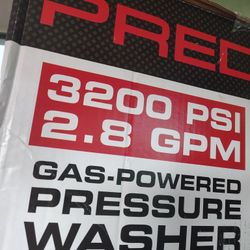 PRED
3200 PSI
2.8 GPM
GAS-POWERED
PRESSURE
WASHER